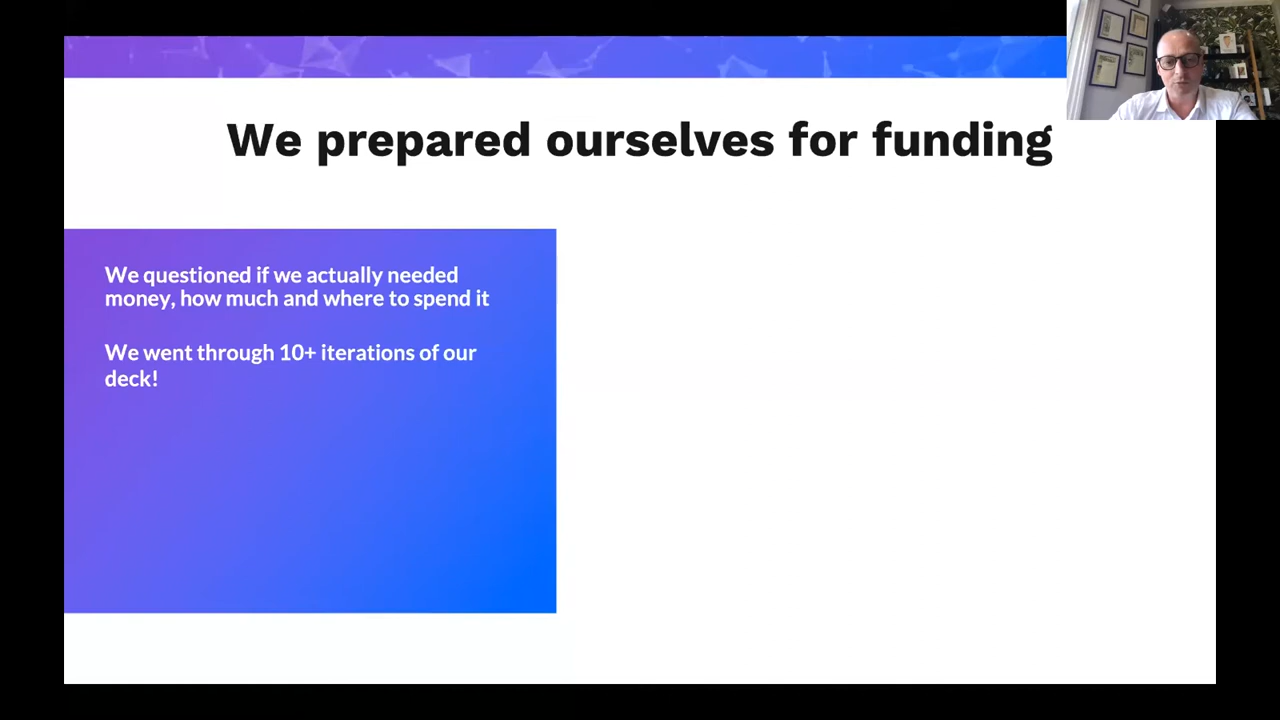 We prepared ourselves for funding
We questioned if we actually needed
money, how much and where to spend it
We went through 10+ iterations of our
deck!